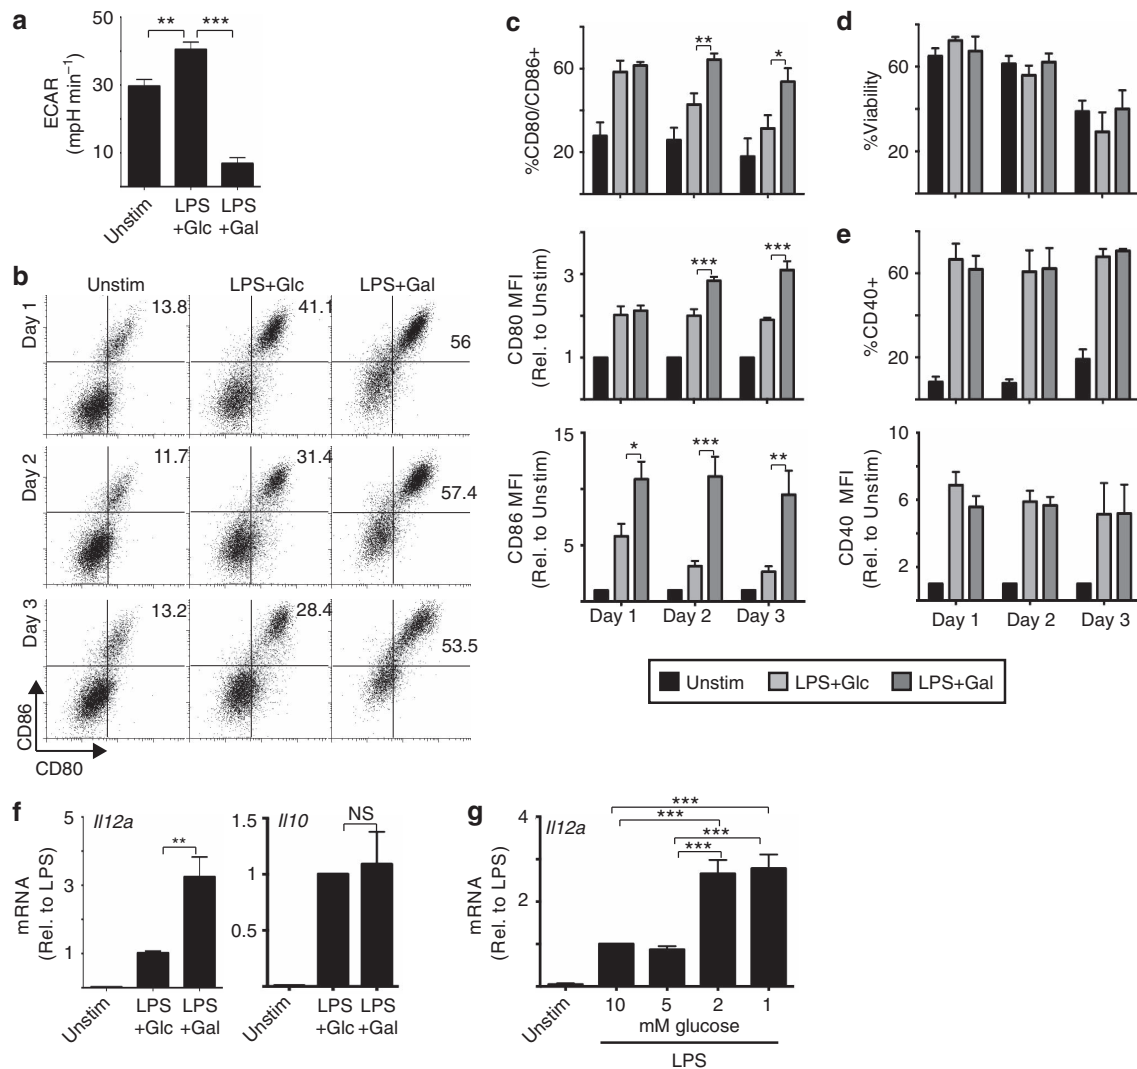 a
50
30
10
ECAR
(mpH min−1)
** ***
Unstim
LPS
+Glc
LPS
+Gal
b
Unstim LPS+Glc LPS+Gal
Day 1
13.8 41.1 56
Day 2
11.7 31.4 57.4
Day 3
13.2 28.4 53.5
CD86
CD80
c
%CD80/CD86+
60
20
** *
CD80 MFI
(Rel. to Unstim)
3
1
*** ***
CD86 MFI
(Rel. to Unstim)
15
5
* *** **
Day 1 Day 2 Day 3
d
%Viability
60
20
e
%CD40+
60
20
CD40 MFI
(Rel. to Unstim)
10
6
2
Day 1 Day 2 Day 3
Unstim LPS+Glc LPS+Gal
f
Il12a
mRNA
(Rel. to LPS)
5
3
1
**
Unstim
LPS
+Glc
LPS
+Gal
Il10
1.5
1
0.5
NS
Unstim
LPS
+Glc
LPS
+Gal
g
Il12a
mRNA
(Rel. to LPS)
4
2
***
***
***
***
Unstim
10 5 2 1
mM glucose
LPS